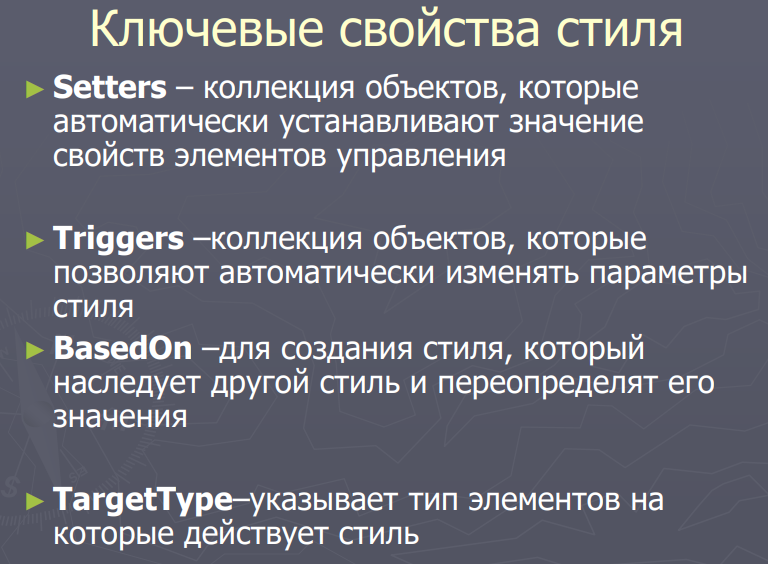 Ключевые свойства стиля
► Setters – коллекция объектов, которые
автоматически устанавливают значение
свойств элементов управления
► Triggers –коллекция объектов, которые
позволяют автоматически изменять параметры
стиля
► BasedOn –для создания стиля, который
наследует другой стиль и переопределят его
значения
► TargetType–указывает тип элементов на
которые действует стиль